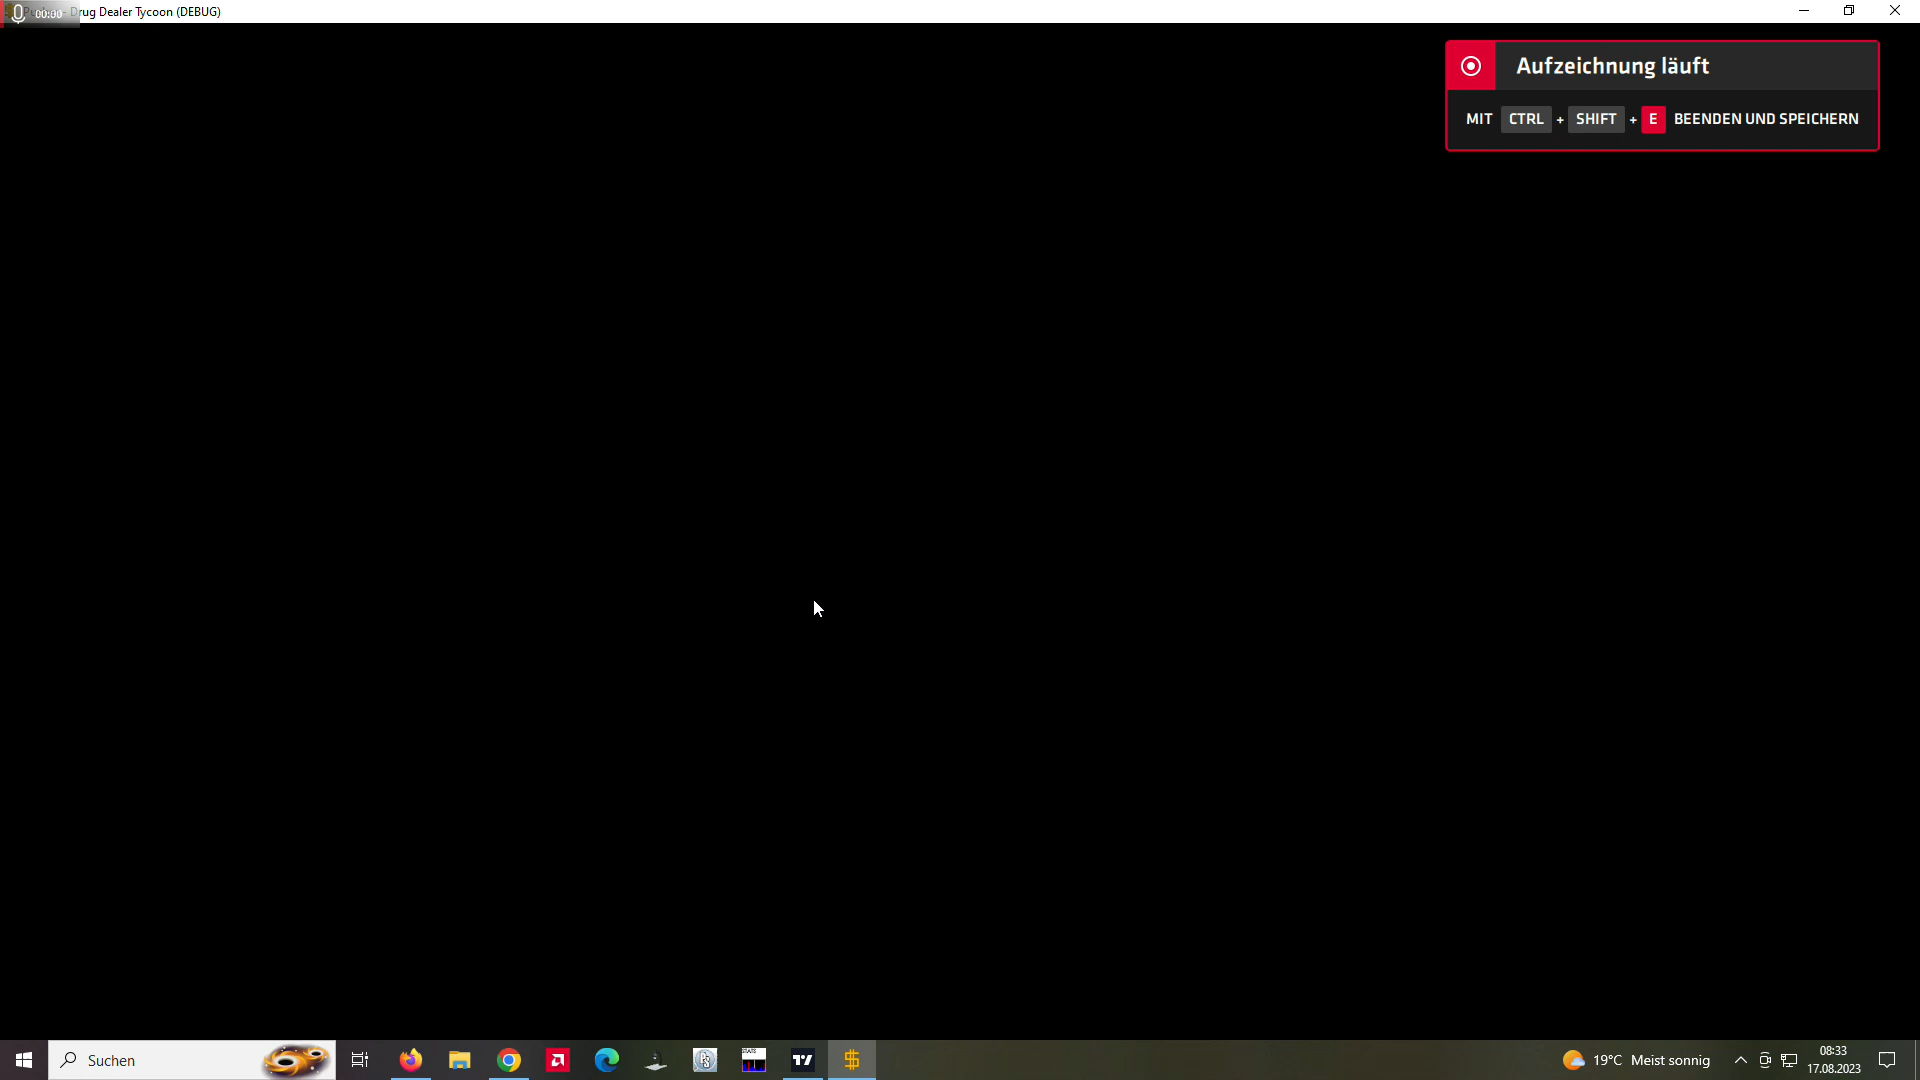 00:00
Drug Dealer Tycoon (DEBUG)
Aufzeichnung läuft
MIT CTRL + SHIFT + E BEENDEN UND SPEICHERN
Suchen
19°C Meist sonnig
08:33
17.08.2023